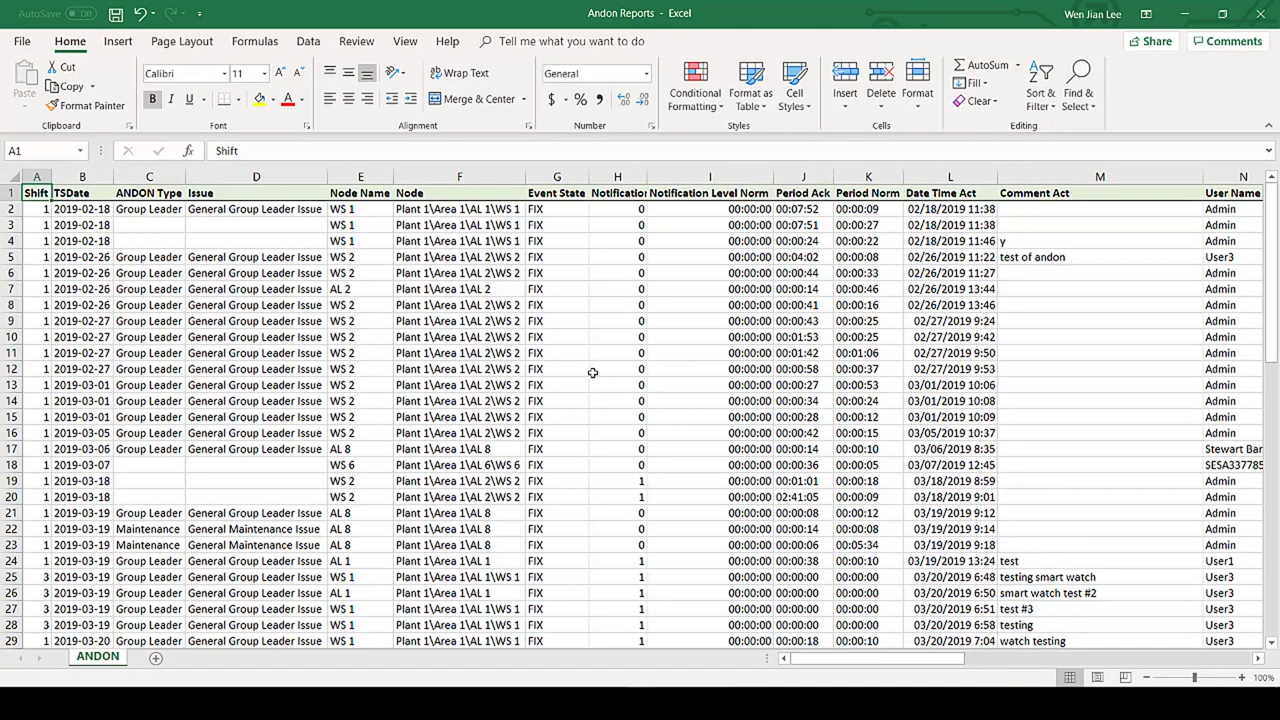 AutoSave Off Andon Reports - Excel Wen Jian Lee
File Home Insert Page Layout Formulas Data Review View Help Tell me what you want to do Share Comments
Paste Cut Copy Format Painter Clipboard
Calibri 11 A A B I U A Font
Wrap Text Merge & Center Alignment
General $ % , Number
Conditional Formatting Format as Table Cell Styles Styles
Insert Delete Format Cells
AutoSum Fill Clear Sort & Filter Find & Select Editing
A1 fx Shift
A B C D E F G H I J K L M N
1 Shift TSDate ANDON Type Issue Node Name Node Event State Notification Notification Level Norm Period Ack Period Norm Date Time Act Comment Act User Name
2 1 2019-02-18 Group Leader General Group Leader Issue WS 1 Plant 1\Area 1\AL 1\WS 1 FIX 0 00:00:00 00:07:52 00:00:09 02/18/2019 11:38 Admin
3 1 2019-02-18 WS 1 Plant 1\Area 1\AL 1\WS 1 FIX 0 00:00:00 00:07:51 00:00:27 02/18/2019 11:38 Admin
4 1 2019-02-18 WS 1 Plant 1\Area 1\AL 1\WS 1 FIX 0 00:00:00 00:00:24 00:00:22 02/18/2019 11:46 y Admin
5 1 2019-02-26 Group Leader General Group Leader Issue WS 2 Plant 1\Area 1\AL 2\WS 2 FIX 0 00:00:00 00:04:02 00:00:08 02/26/2019 11:22 test of andon User3
6 1 2019-02-26 Group Leader General Group Leader Issue WS 2 Plant 1\Area 1\AL 2\WS 2 FIX 0 00:00:00 00:00:44 00:00:33 02/26/2019 11:27 Admin
7 1 2019-02-26 Group Leader General Group Leader Issue AL 2 Plant 1\Area 1\AL 2 FIX 0 00:00:00 00:00:14 00:00:46 02/26/2019 13:44 Admin
8 1 2019-02-26 Group Leader General Group Leader Issue WS 2 Plant 1\Area 1\AL 2\WS 2 FIX 0 00:00:00 00:00:41 00:00:16 02/26/2019 13:46 Admin
9 1 2019-02-27 Group Leader General Group Leader Issue WS 2 Plant 1\Area 1\AL 2\WS 2 FIX 0 00:00:00 00:00:43 00:00:25 02/27/2019 9:24 Admin
10 1 2019-02-27 Group Leader General Group Leader Issue WS 2 Plant 1\Area 1\AL 2\WS 2 FIX 0 00:00:00 00:01:53 00:00:25 02/27/2019 9:42 Admin
11 1 2019-02-27 Group Leader General Group Leader Issue WS 2 Plant 1\Area 1\AL 2\WS 2 FIX 0 00:00:00 00:01:42 00:01:06 02/27/2019 9:50 Admin
12 1 2019-02-27 Group Leader General Group Leader Issue WS 2 Plant 1\Area 1\AL 2\WS 2 FIX 0 00:00:00 00:00:58 00:00:37 02/27/2019 9:53 Admin
13 1 2019-03-01 Group Leader General Group Leader Issue WS 2 Plant 1\Area 1\AL 2\WS 2 FIX 0 00:00:00 00:00:27 00:00:53 03/01/2019 10:06 Admin
14 1 2019-03-01 Group Leader General Group Leader Issue WS 2 Plant 1\Area 1\AL 2\WS 2 FIX 0 00:00:00 00:00:34 00:00:24 03/01/2019 10:08 Admin
15 1 2019-03-01 Group Leader General Group Leader Issue WS 2 Plant 1\Area 1\AL 2\WS 2 FIX 0 00:00:00 00:00:28 00:00:12 03/01/2019 10:09 Admin
16 1 2019-03-05 Group Leader General Group Leader Issue WS 2 Plant 1\Area 1\AL 2\WS 2 FIX 0 00:00:00 00:00:42 00:00:15 03/05/2019 10:37 Admin
17 1 2019-03-06 Group Leader General Group Leader Issue AL 8 Plant 1\Area 1\AL 8 FIX 0 00:00:00 00:00:14 00:00:10 03/06/2019 8:35 Stewart Bar
18 1 2019-03-07 WS 6 Plant 1\Area 1\AL 6\WS 6 FIX 0 00:00:00 00:00:36 00:00:05 03/07/2019 12:45 SESA337785
19 1 2019-03-18 WS 2 Plant 1\Area 1\AL 2\WS 2 FIX 1 00:00:00 00:01:01 00:00:18 03/18/2019 8:59 Admin
20 1 2019-03-18 WS 2 Plant 1\Area 1\AL 2\WS 2 FIX 1 00:00:00 02:41:05 00:00:09 03/18/2019 9:01 Admin
21 1 2019-03-19 Group Leader General Group Leader Issue AL 8 Plant 1\Area 1\AL 8 FIX 0 00:00:00 00:00:12 00:00:08 03/19/2019 9:12 Admin
22 1 2019-03-19 Maintenance General Maintenance Issue AL 8 Plant 1\Area 1\AL 8 FIX 0 00:00:00 00:00:14 00:00:08 03/19/2019 9:14 Admin
23 1 2019-03-19 Maintenance General Maintenance Issue AL 8 Plant 1\Area 1\AL 8 FIX 0 00:00:00 00:00:06 00:05:34 03/19/2019 9:18 Admin
24 1 2019-03-19 Group Leader General Group Leader Issue AL 1 Plant 1\Area 1\AL 1 FIX 1 00:00:00 00:00:38 00:00:10 03/19/2019 13:24 test User1
25 3 2019-03-19 Group Leader General Group Leader Issue WS 1 Plant 1\Area 1\AL 1\WS 1 FIX 1 00:00:00 00:00:00 00:00:00 03/20/2019 6:48 testing smart watch User3
26 3 2019-03-19 Group Leader General Group Leader Issue AL 1 Plant 1\Area 1\AL 1 FIX 1 00:00:00 00:00:00 00:00:00 03/20/2019 6:50 smart watch test #2 User3
27 3 2019-03-19 Group Leader General Group Leader Issue WS 1 Plant 1\Area 1\AL 1\WS 1 FIX 1 00:00:00 00:00:00 00:00:00 03/20/2019 6:51 test #3 User3
28 3 2019-03-19 Group Leader General Group Leader Issue WS 1 Plant 1\Area 1\AL 1\WS 1 FIX 1 00:00:00 00:00:00 00:00:00 03/20/2019 6:58 testing User3
29 1 2019-03-20 Group Leader General Group Leader Issue WS 1 Plant 1\Area 1\AL 1\WS 1 FIX 1 00:00:00 00:00:18 00:00:10 03/20/2019 7:04 watch testing User3
ANDON
100%